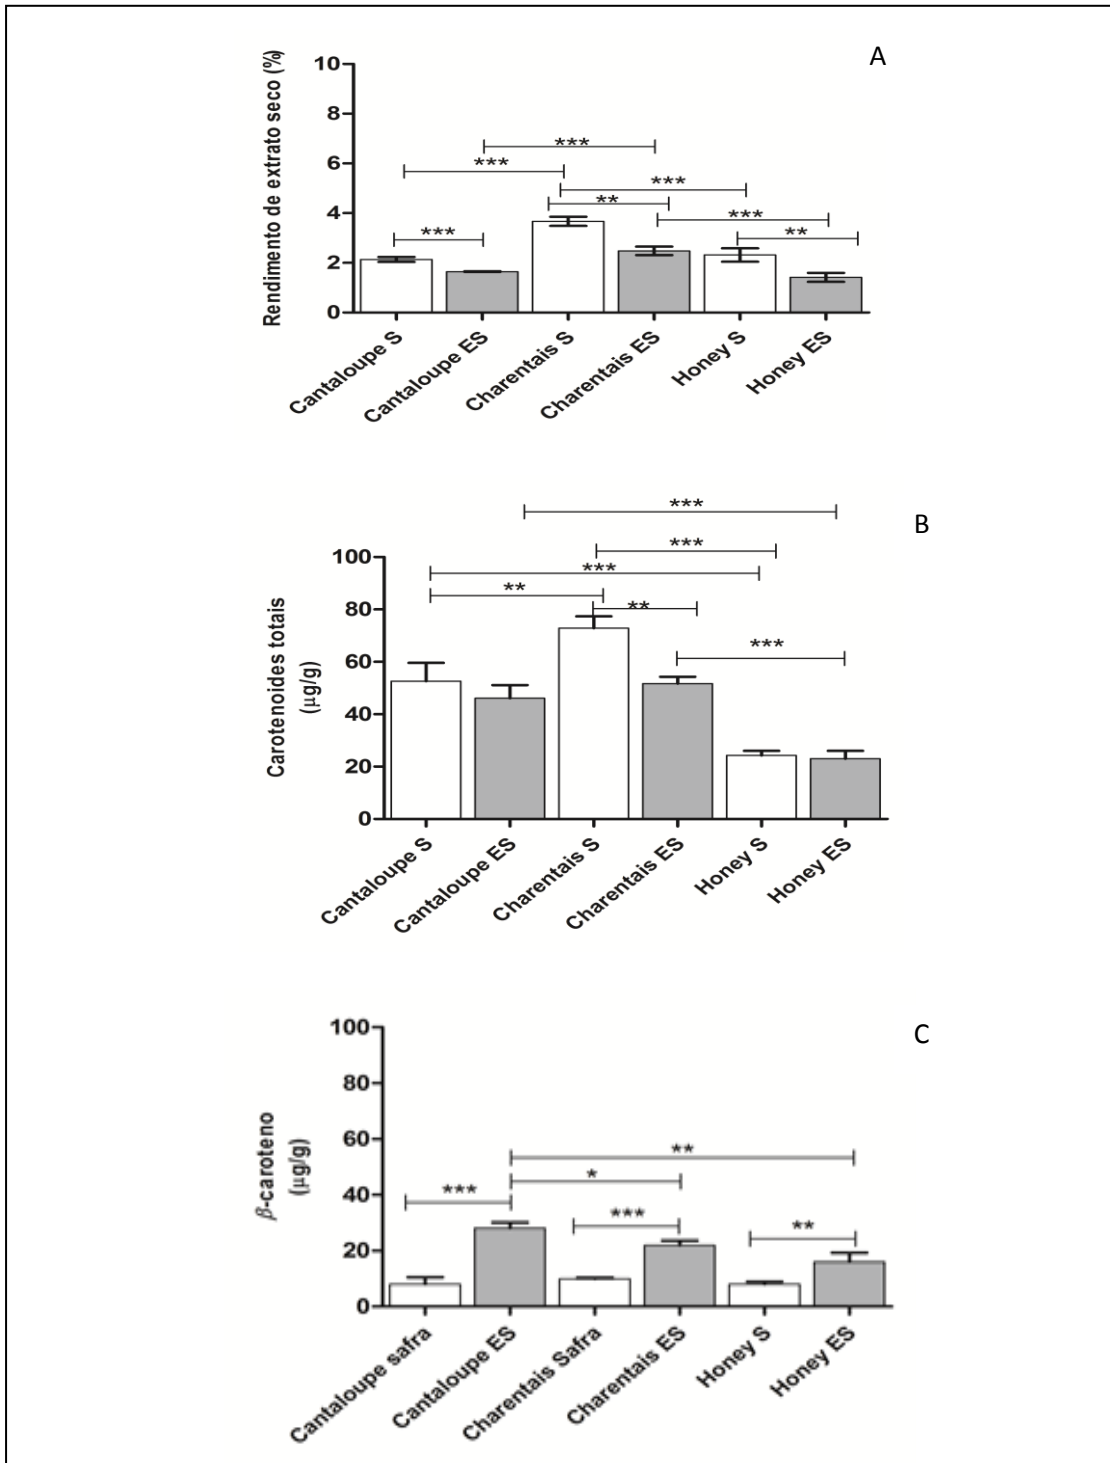 A
Rendimento de extrato seco (%)
10
8
6
4
2
0
***
***
***
**
***
***
**
Cantaloupe S
Cantaloupe ES
Charentais S
Charentais ES
Honey S
Honey ES
B
Carotenoides totais
(μg/g)
100
80
60
40
20
0
***
***
***
**
**
***
Cantaloupe S
Cantaloupe ES
Charentais S
Charentais ES
Honey S
Honey ES
C
β-caroteno
(μg/g)
100
80
60
40
20
0
**
*
***
***
**
Cantaloupe safra
Cantaloupe ES
Charentais Safra
Charentais ES
Honey S
Honey ES